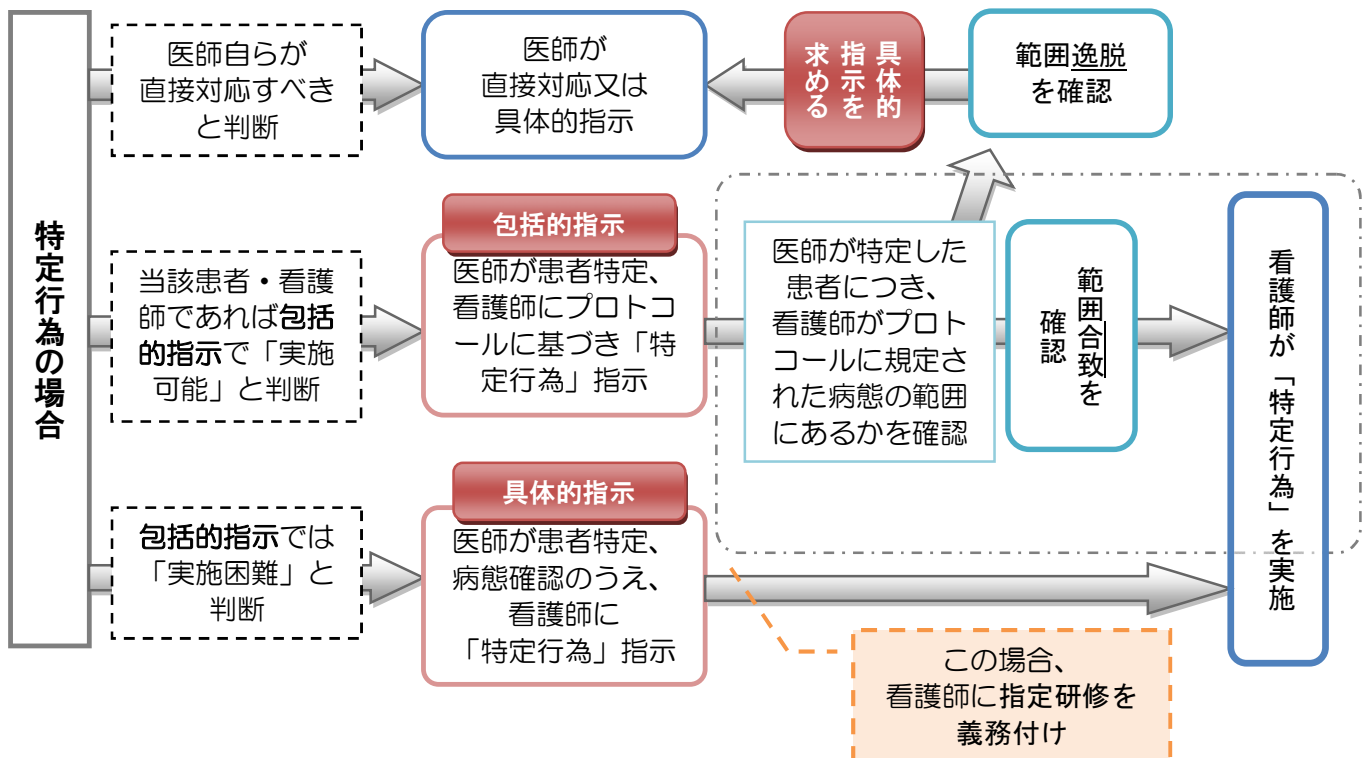 特定行為の場合
医師自らが
直接対応すべき
と判断
医師が
直接対応又は
具体的指示
具体的
指示を
求める
範囲逸脱
を確認
当該患者・看護
師であれば包括
的指示で「実施
可能」と判断
包括的指示
医師が患者特定、
看護師にプロトコ
ールに基づき「特
定行為」指示
医師が特定した
患者につき、
看護師がプロト
コールに規定さ
れた病態の範囲
にあるかを確認
範囲合致を
確認
看護師が「特定行為」を実施
包括的指示では
「実施困難」と
判断
具体的指示
医師が患者特定、
病態確認のうえ、
看護師に
「特定行為」指示
この場合、
看護師に指定研修を
義務付け